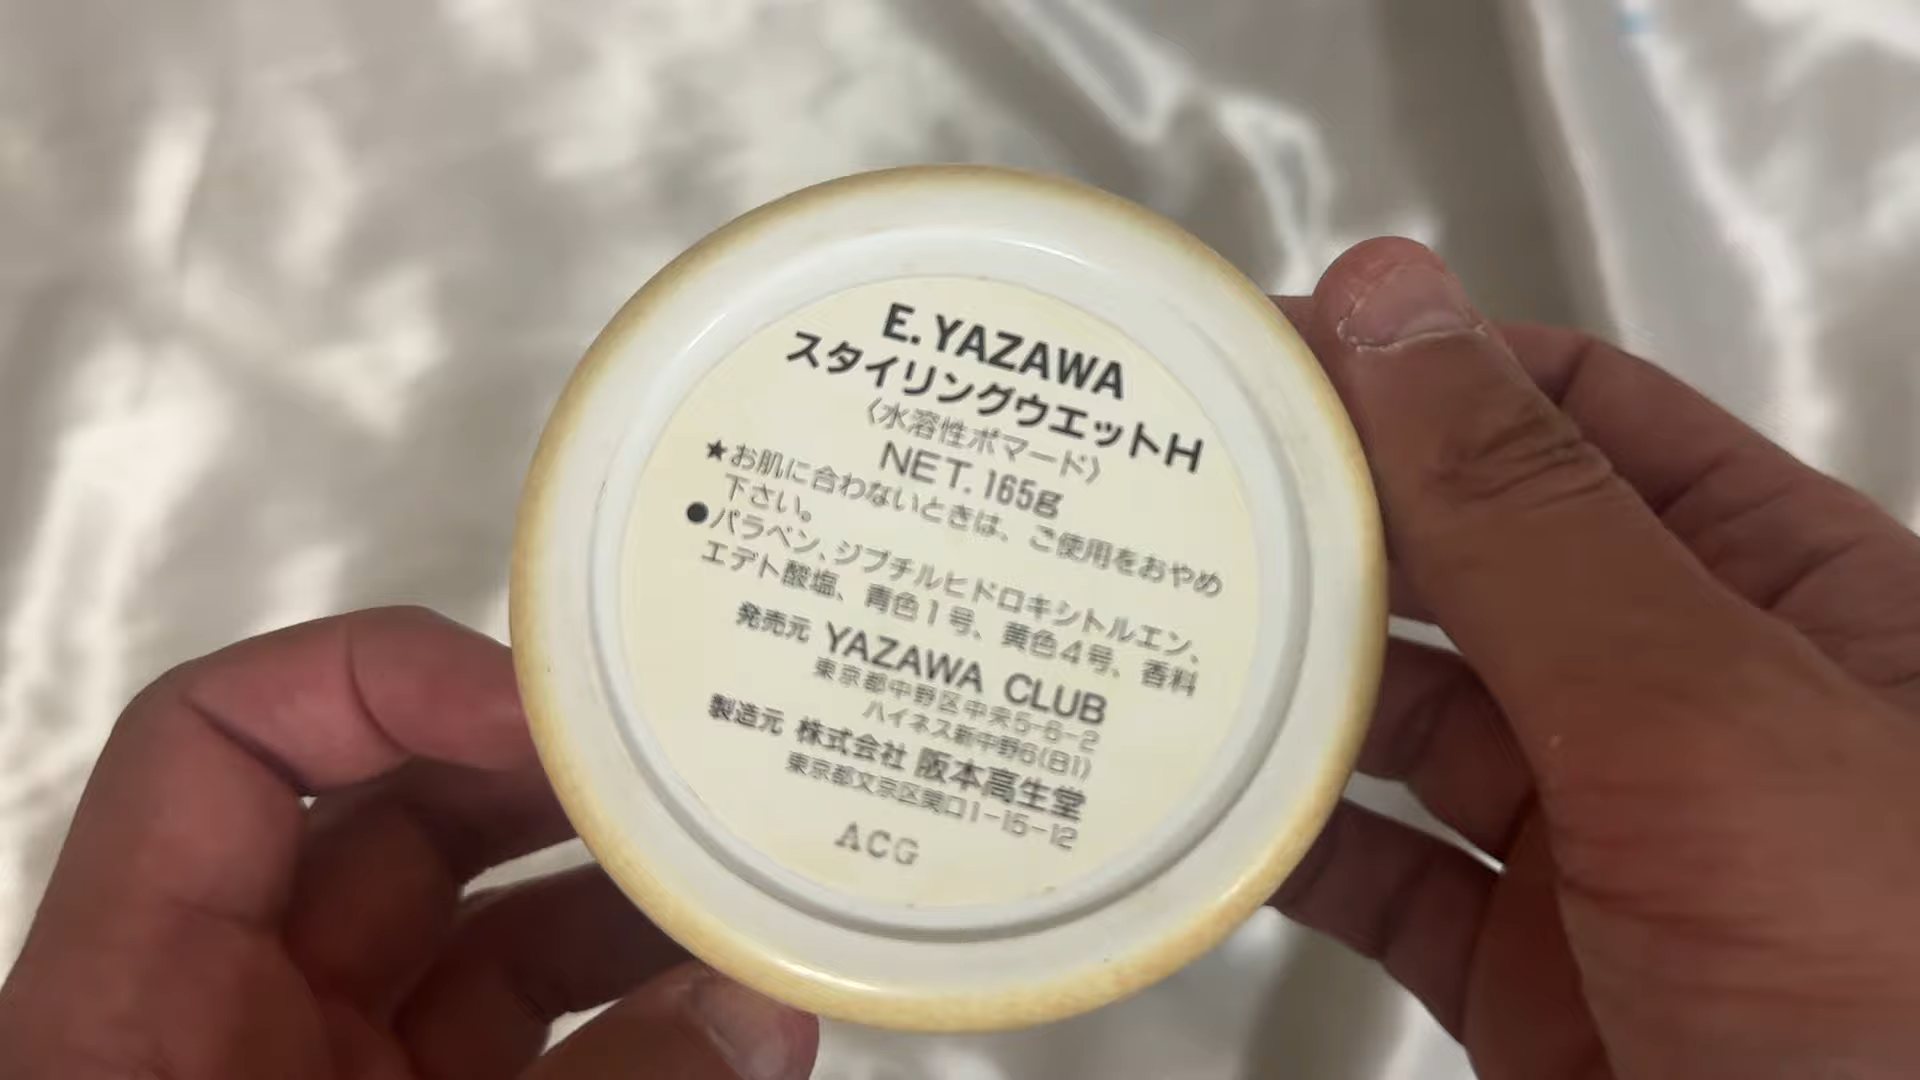 E.YAZAWA
スタイリングウエットH
〈水溶性ポマード〉
NET.165g
★お肌に合わないときは、ご使用をおやめ
下さい。
●パラベン、ジブチルヒドロキシトルエン、
エデト酸塩、青色1号、黄色4号、香料
発売元 YAZAWA CLUB
東京都中野区中央5-6-2
ハイネス新中野6(B1)
製造元 株式会社 阪本高生堂
東京都文京区関口1-15-12
ACG